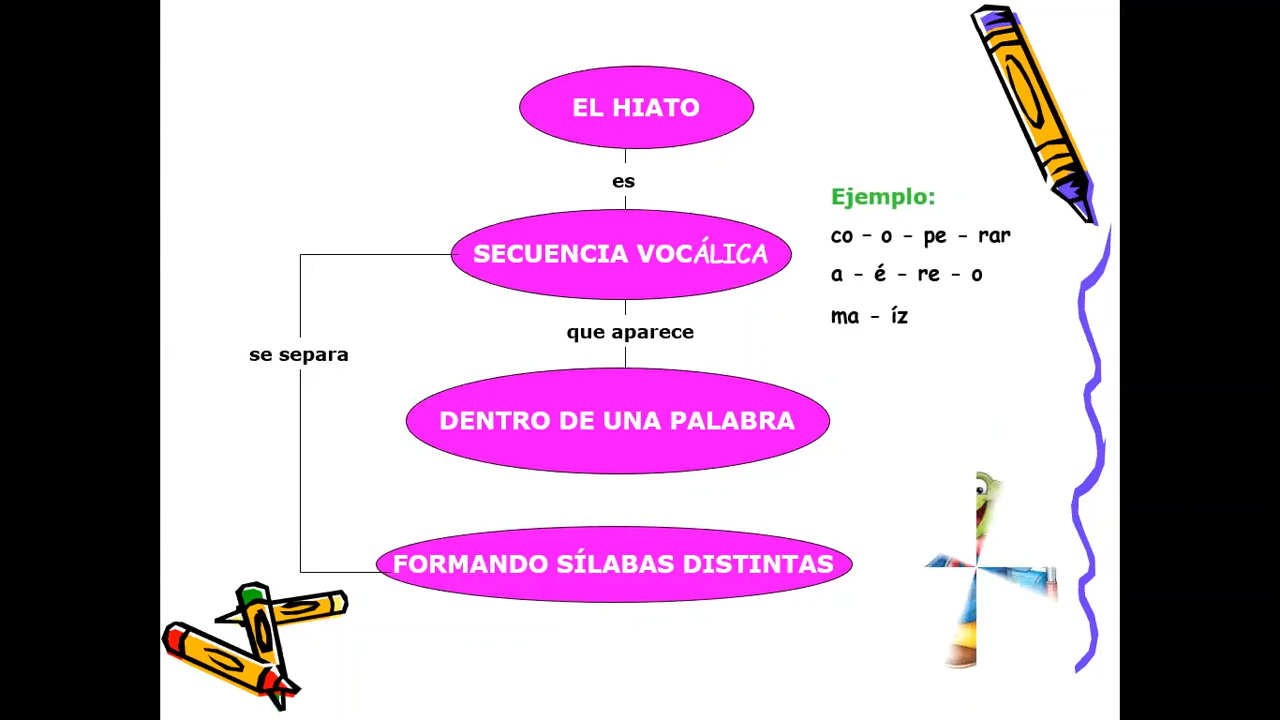 EL HIATO
es
SECUENCIA VOCÁLICA
que aparece
se separa
DENTRO DE UNA PALABRA
FORMANDO SÍLABAS DISTINTAS
Ejemplo:
co - o - pe - rar
a - é - re - o
ma - íz